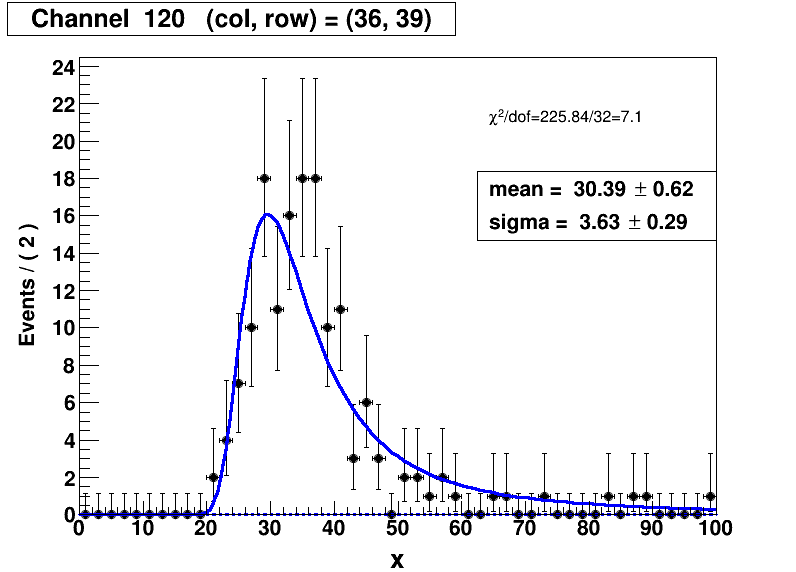 Channel 120 (col, row) = (36, 39)
χ²/dof=225.84/32=7.1
mean = 30.39 ± 0.62
sigma = 3.63 ± 0.29
Events / ( 2 )
24
22
20
18
16
14
12
10
8
6
4
2
0
0 10 20 30 40 50 60 70 80 90 100
x